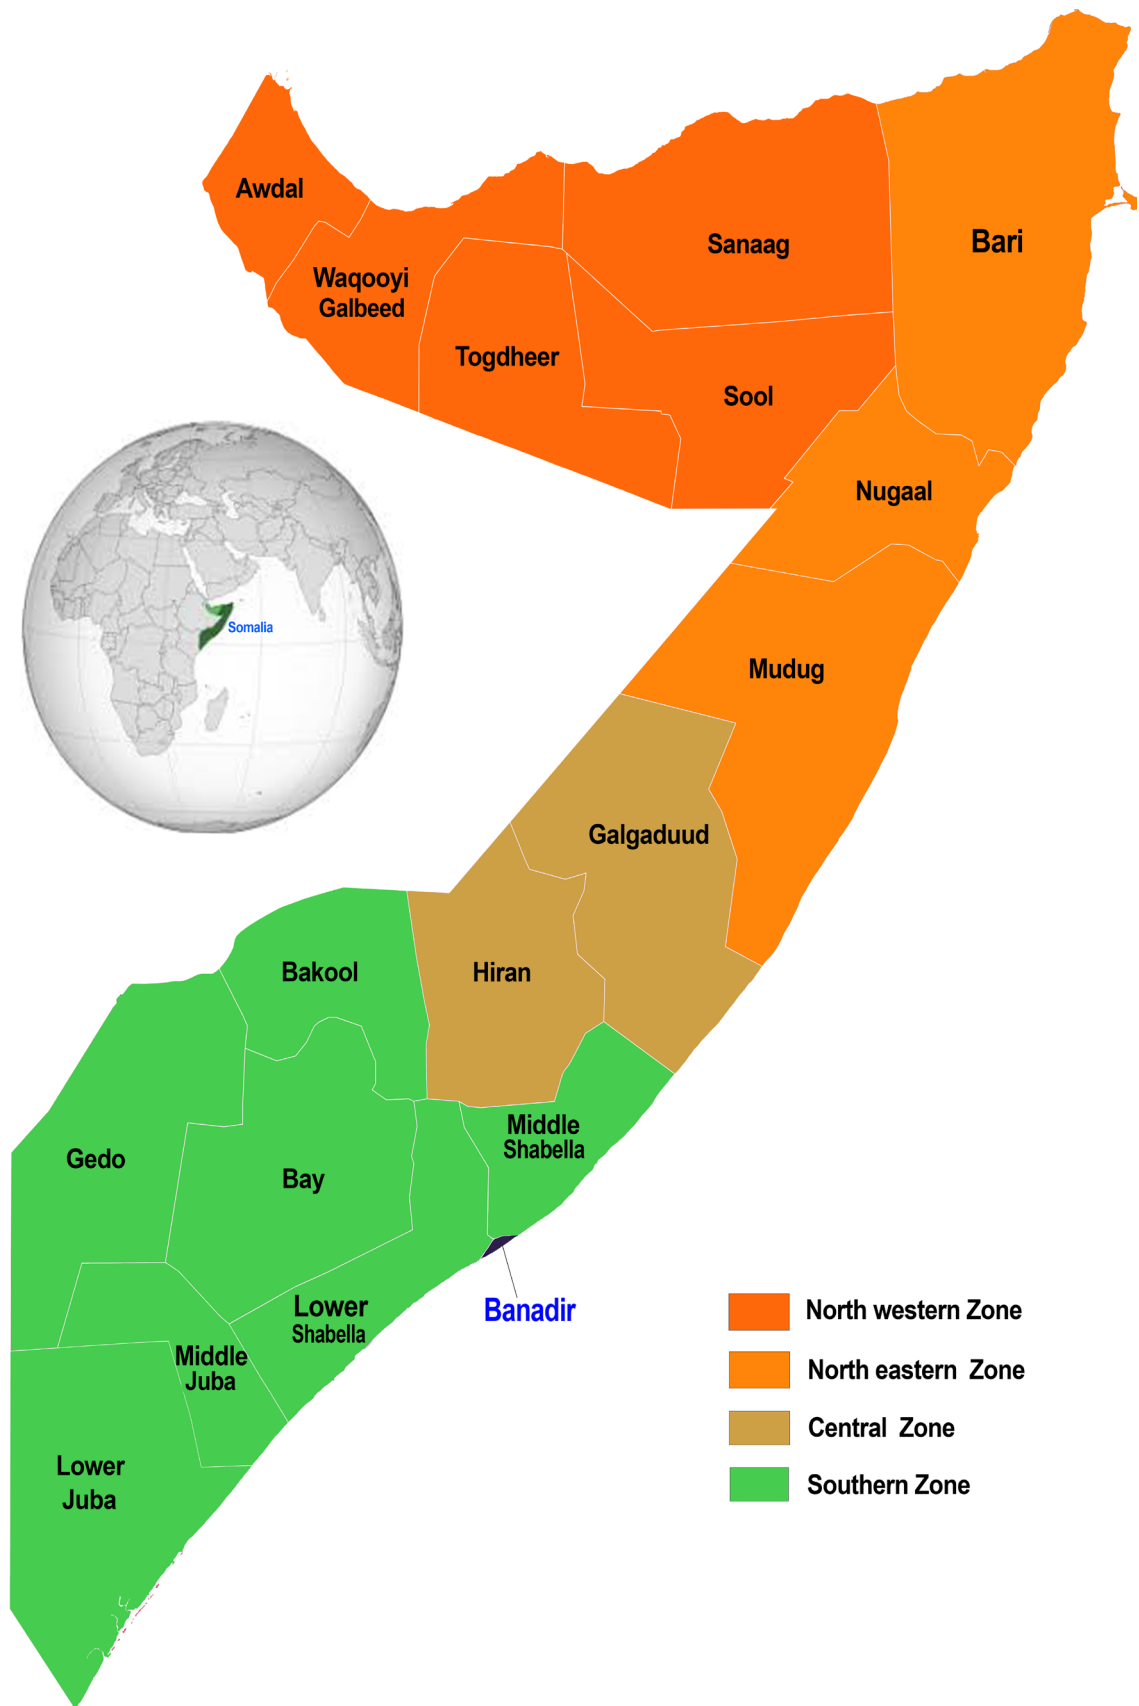 Awdal
Sanaag
Bari
Waqooyi
Galbeed
Togdheer
Sool
Nugaal
Somalia
Mudug
Galgaduud
Bakool
Hiran
Middle
Shabella
Gedo
Bay
Lower
Shabella
Banadir
Middle
Juba
Lower
Juba
North western Zone
North eastern Zone
Central Zone
Southern Zone